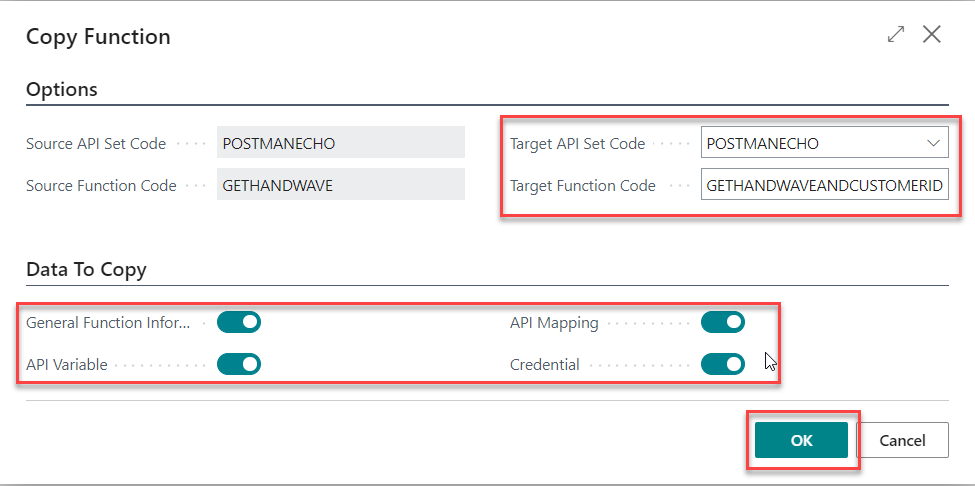 Copy Function
Options
Source API Set Code POSTMANECHO Target API Set Code POSTMANECHO
Source Function Code GETHANDWAVE Target Function Code GETHANDWAVEANDCUSTOMERID
Data To Copy
General Function Infor... API Mapping
API Variable Credential
OK Cancel